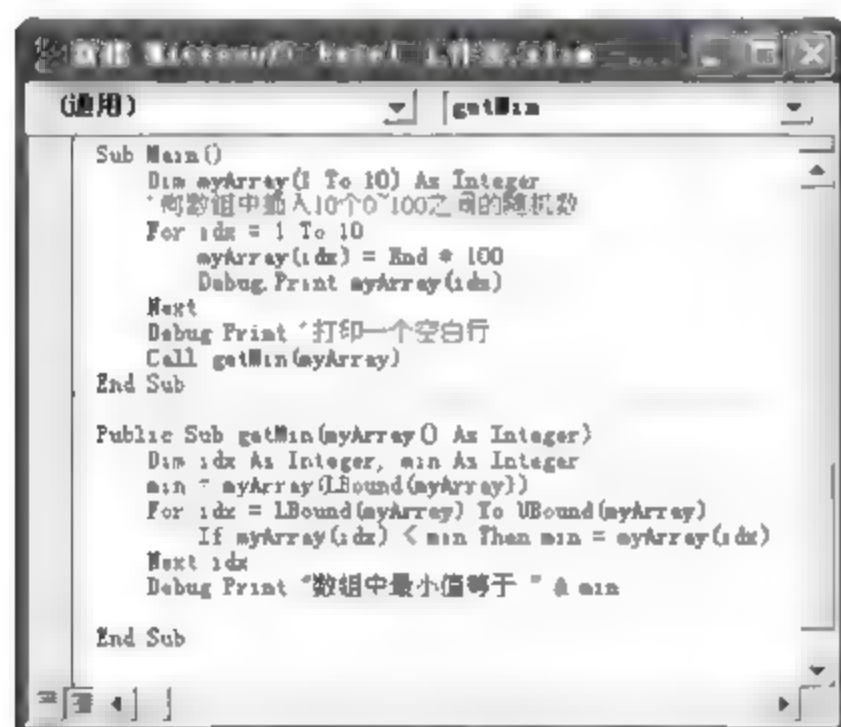 (通用) getMin
Sub Main()
Dim myArray(1 To 10) As Integer
'向数组中插入10个0~100之间的随机数
For idx = 1 To 10
myArray(idx) = Rnd * 100
Debug.Print myArray(idx)
Next
Debug.Print '打印一个空白行
Call getMin(myArray)
End Sub
Public Sub getMin(myArray() As Integer)
Dim idx As Integer, min As Integer
min = myArray(LBound(myArray))
For idx = LBound(myArray) To UBound(myArray)
If myArray(idx) < min Then min = myArray(idx)
Next idx
Debug.Print "数组中最小值等于 " & min
End Sub